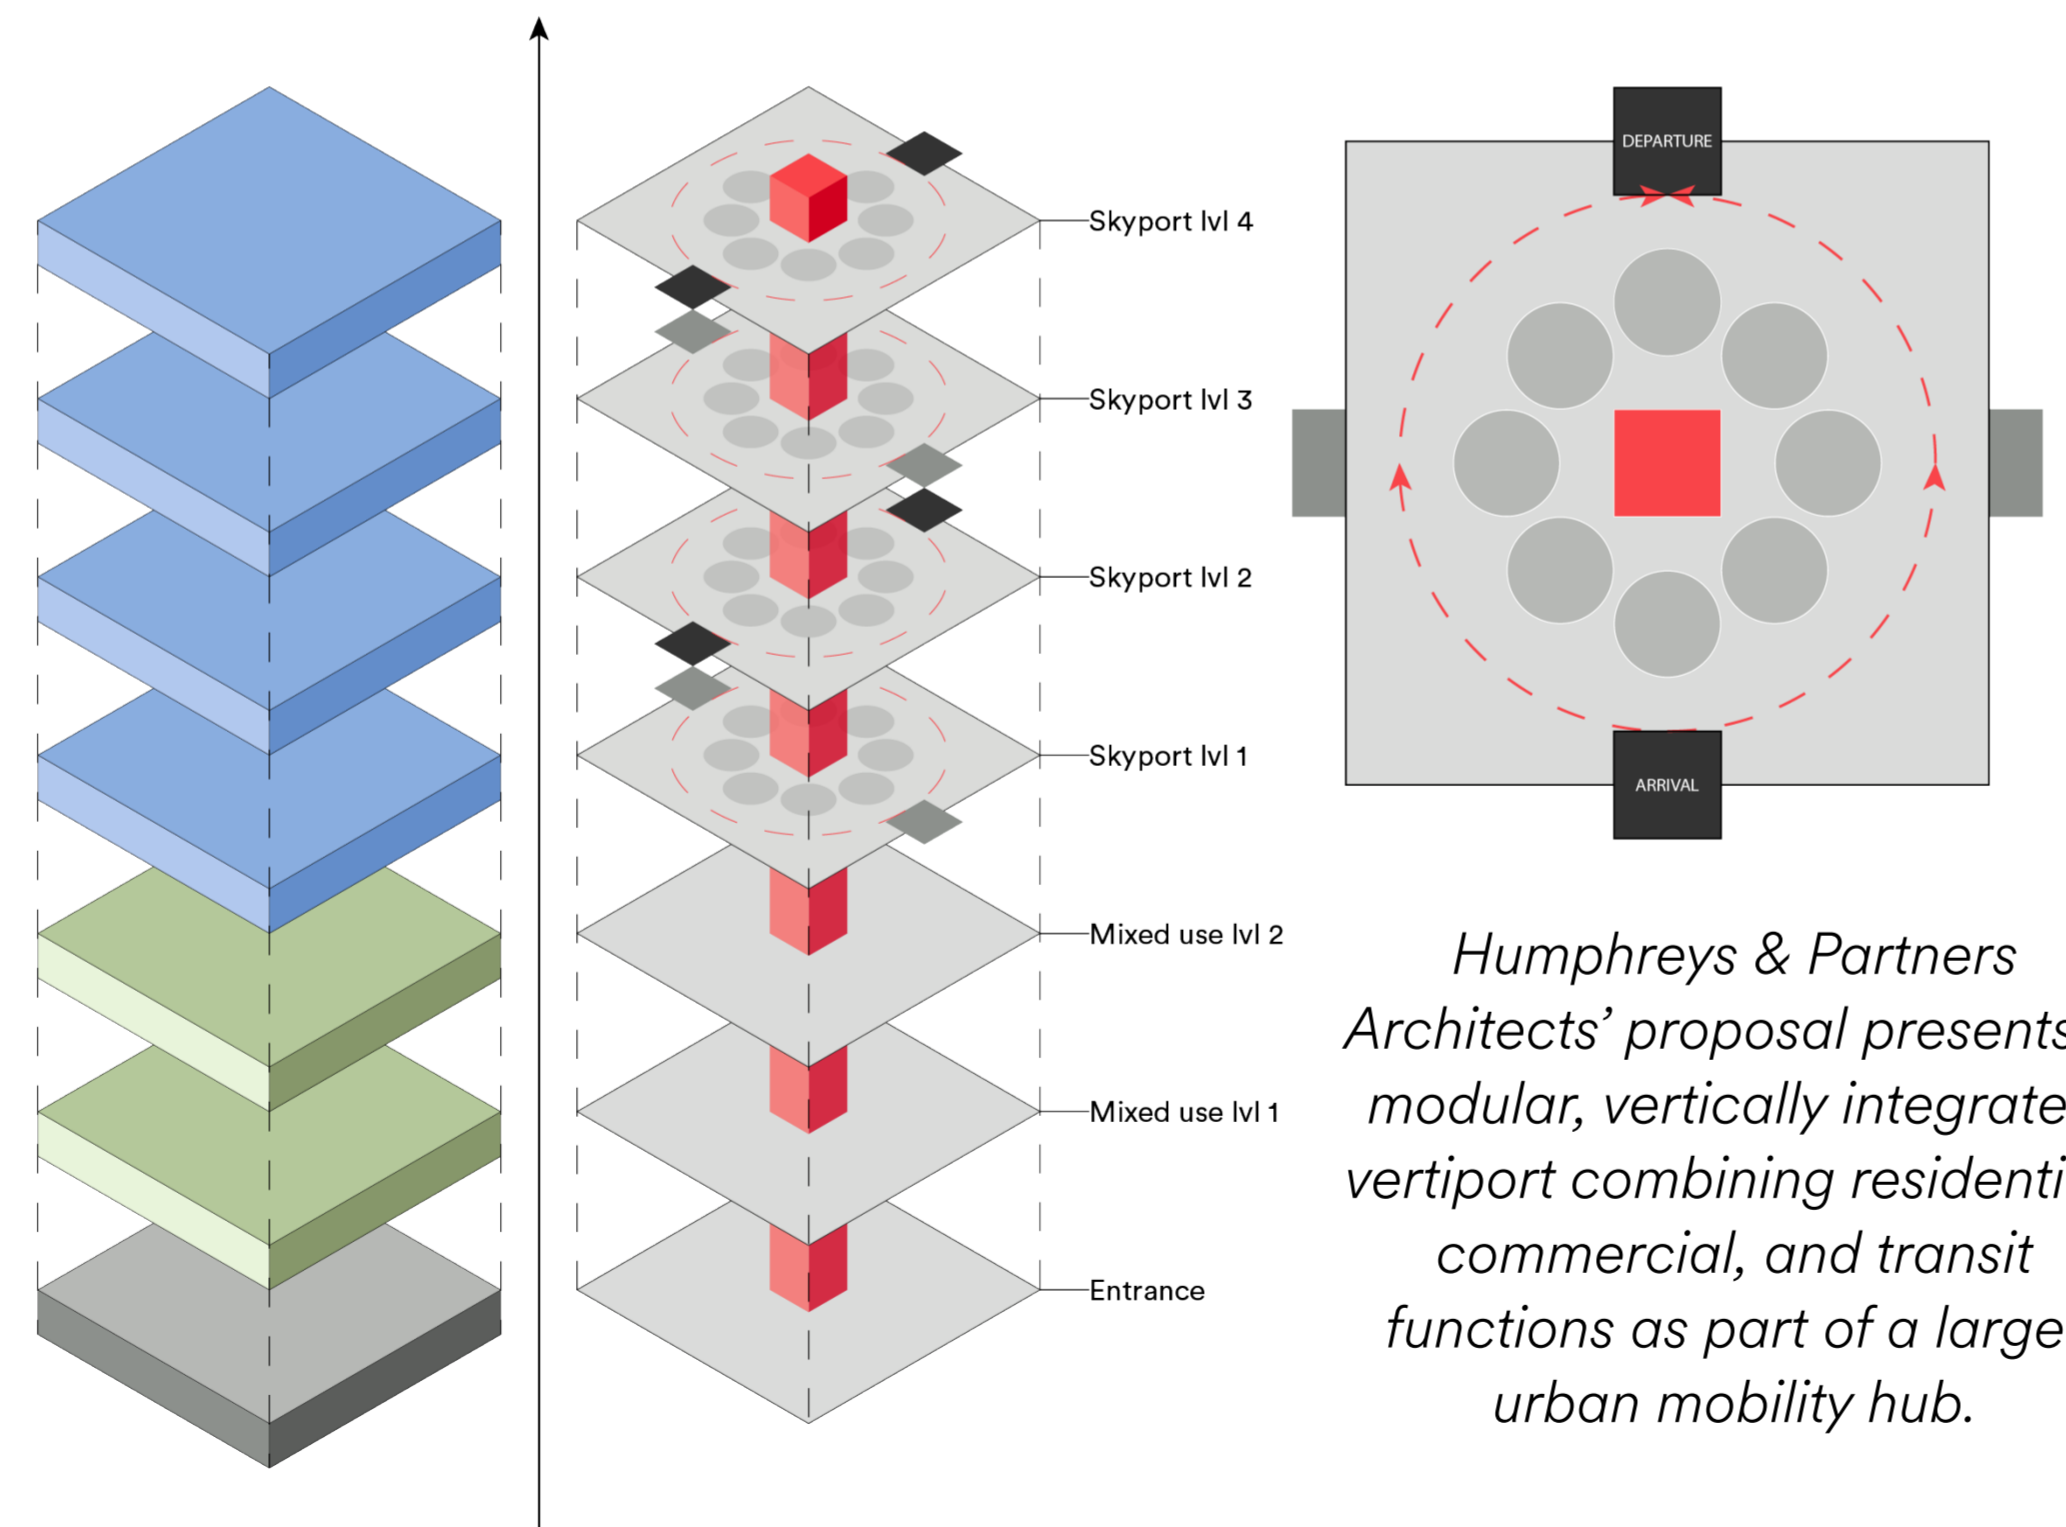 Skyport lvl 4
Skyport lvl 3
Skyport lvl 2
Skyport lvl 1
Mixed use lvl 2
Mixed use lvl 1
Entrance
DEPARTURE
ARRIVAL
Humphreys & Partners
Architects’ proposal presents
modular, vertically integrate
vertiport combining residenti
commercial, and transit
functions as part of a large
urban mobility hub.